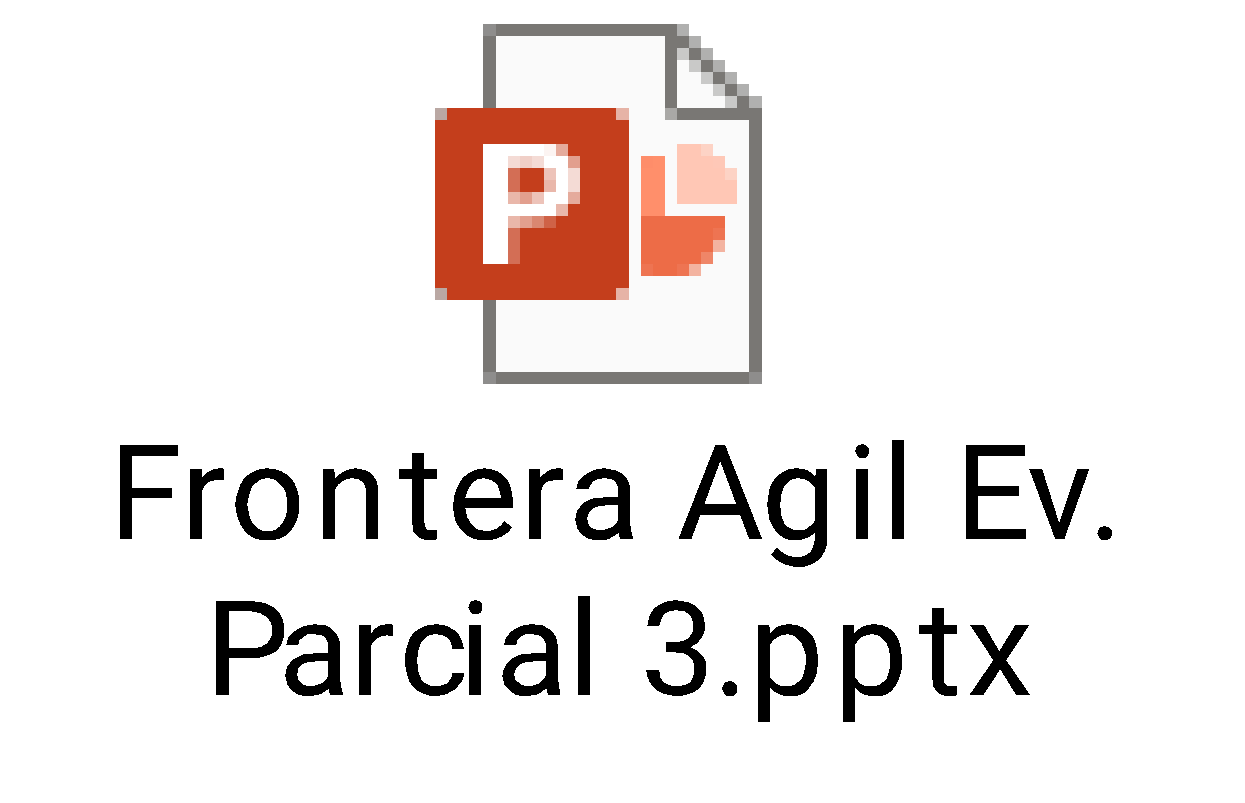 P
Frontera Agil Ev.
Parcial 3.pptx